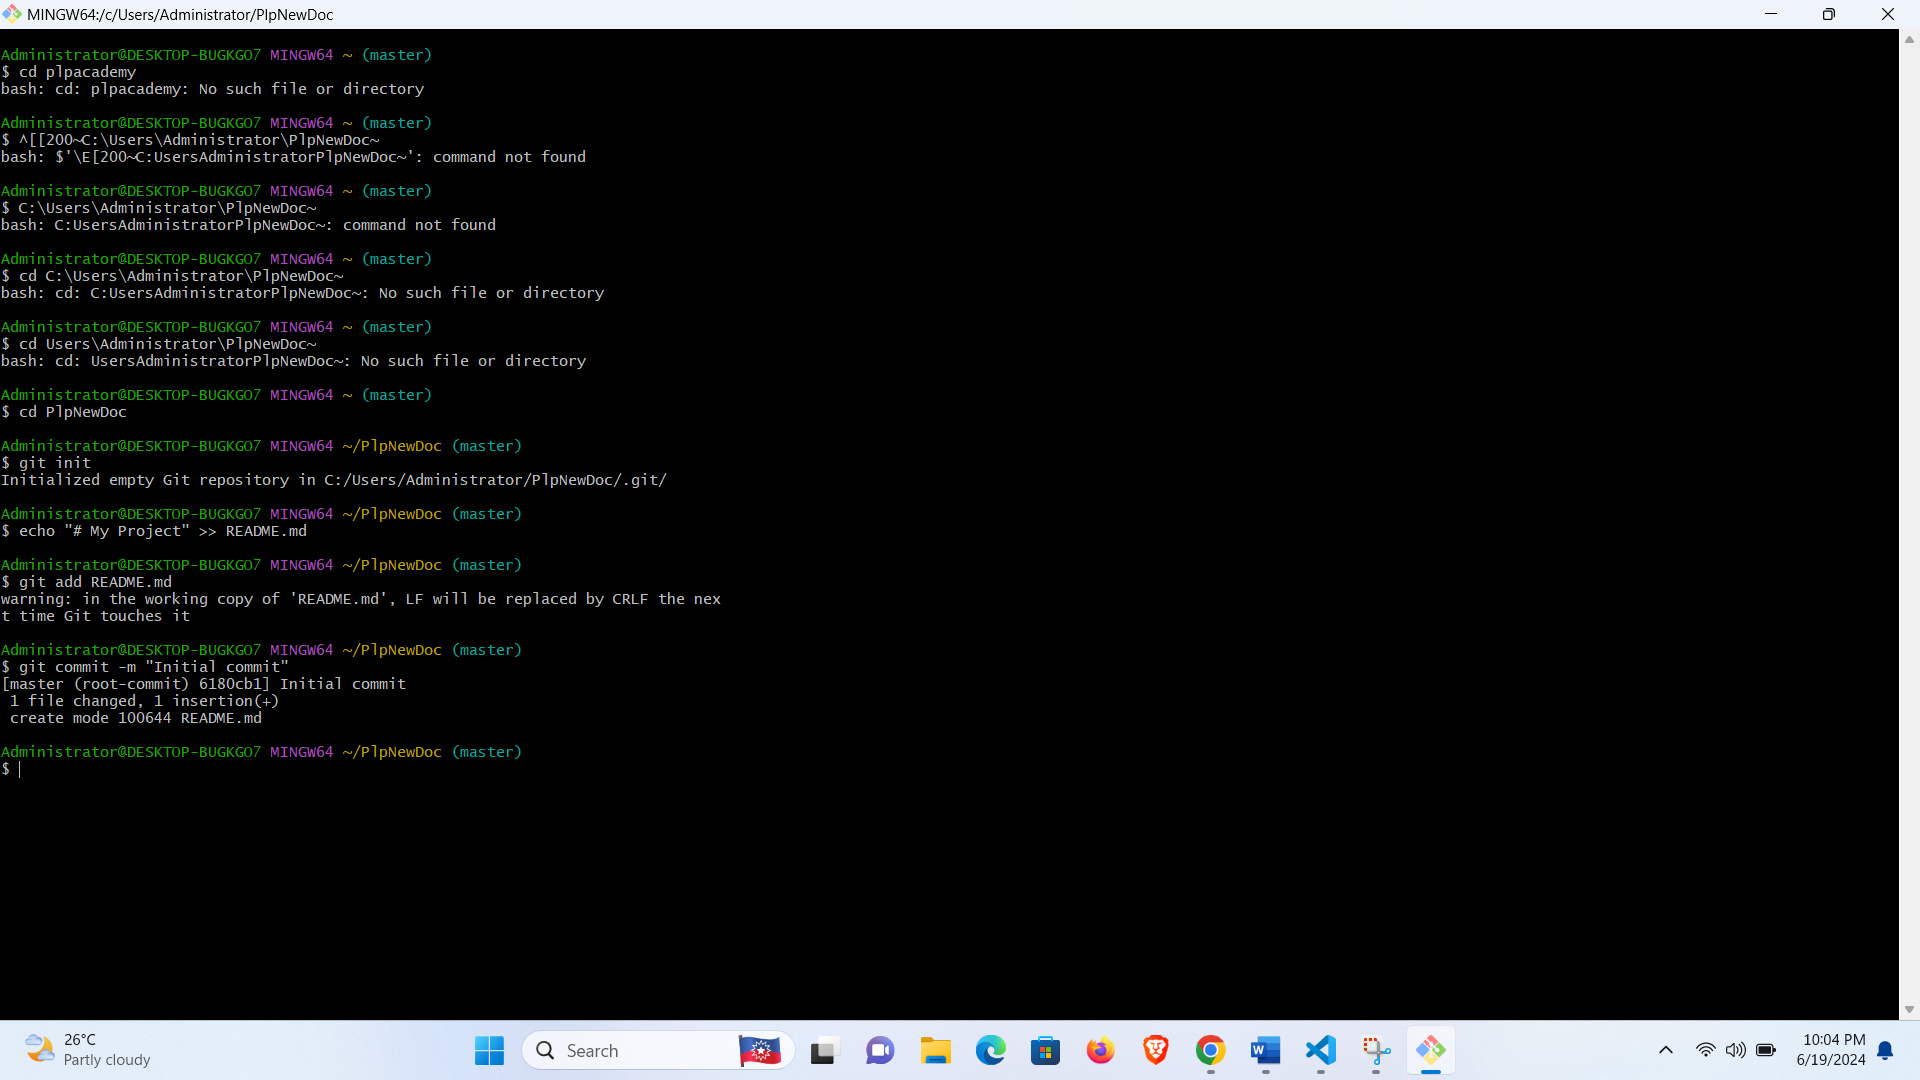 MINGW64:/c/Users/Administrator/PlpNewDoc
Administrator@DESKTOP-BUGKGO7 MINGW64 ~ (master)
$ cd plpacademy
bash: cd: plpacademy: No such file or directory
Administrator@DESKTOP-BUGKGO7 MINGW64 ~ (master)
$ ^[[200~C:\Users\Administrator\PlpNewDoc~
bash: $'\E[200~C:UsersAdministratorPlpNewDoc~': command not found
Administrator@DESKTOP-BUGKGO7 MINGW64 ~ (master)
$ C:\Users\Administrator\PlpNewDoc~
bash: C:UsersAdministratorPlpNewDoc~: command not found
Administrator@DESKTOP-BUGKGO7 MINGW64 ~ (master)
$ cd C:\Users\Administrator\PlpNewDoc~
bash: cd: C:UsersAdministratorPlpNewDoc~: No such file or directory
Administrator@DESKTOP-BUGKGO7 MINGW64 ~ (master)
$ cd Users\Administrator\PlpNewDoc~
bash: cd: UsersAdministratorPlpNewDoc~: No such file or directory
Administrator@DESKTOP-BUGKGO7 MINGW64 ~ (master)
$ cd PlpNewDoc
Administrator@DESKTOP-BUGKGO7 MINGW64 ~/PlpNewDoc (master)
$ git init
Initialized empty Git repository in C:/Users/Administrator/PlpNewDoc/.git/
Administrator@DESKTOP-BUGKGO7 MINGW64 ~/PlpNewDoc (master)
$ echo "# My Project" >> README.md
Administrator@DESKTOP-BUGKGO7 MINGW64 ~/PlpNewDoc (master)
$ git add README.md
warning: in the working copy of 'README.md', LF will be replaced by CRLF the nex
t time Git touches it
Administrator@DESKTOP-BUGKGO7 MINGW64 ~/PlpNewDoc (master)
$ git commit -m "Initial commit"
[master (root-commit) 6180cb1] Initial commit
 1 file changed, 1 insertion(+)
 create mode 100644 README.md
Administrator@DESKTOP-BUGKGO7 MINGW64 ~/PlpNewDoc (master)
$
26°C
Partly cloudy
Search
10:04 PM
6/19/2024